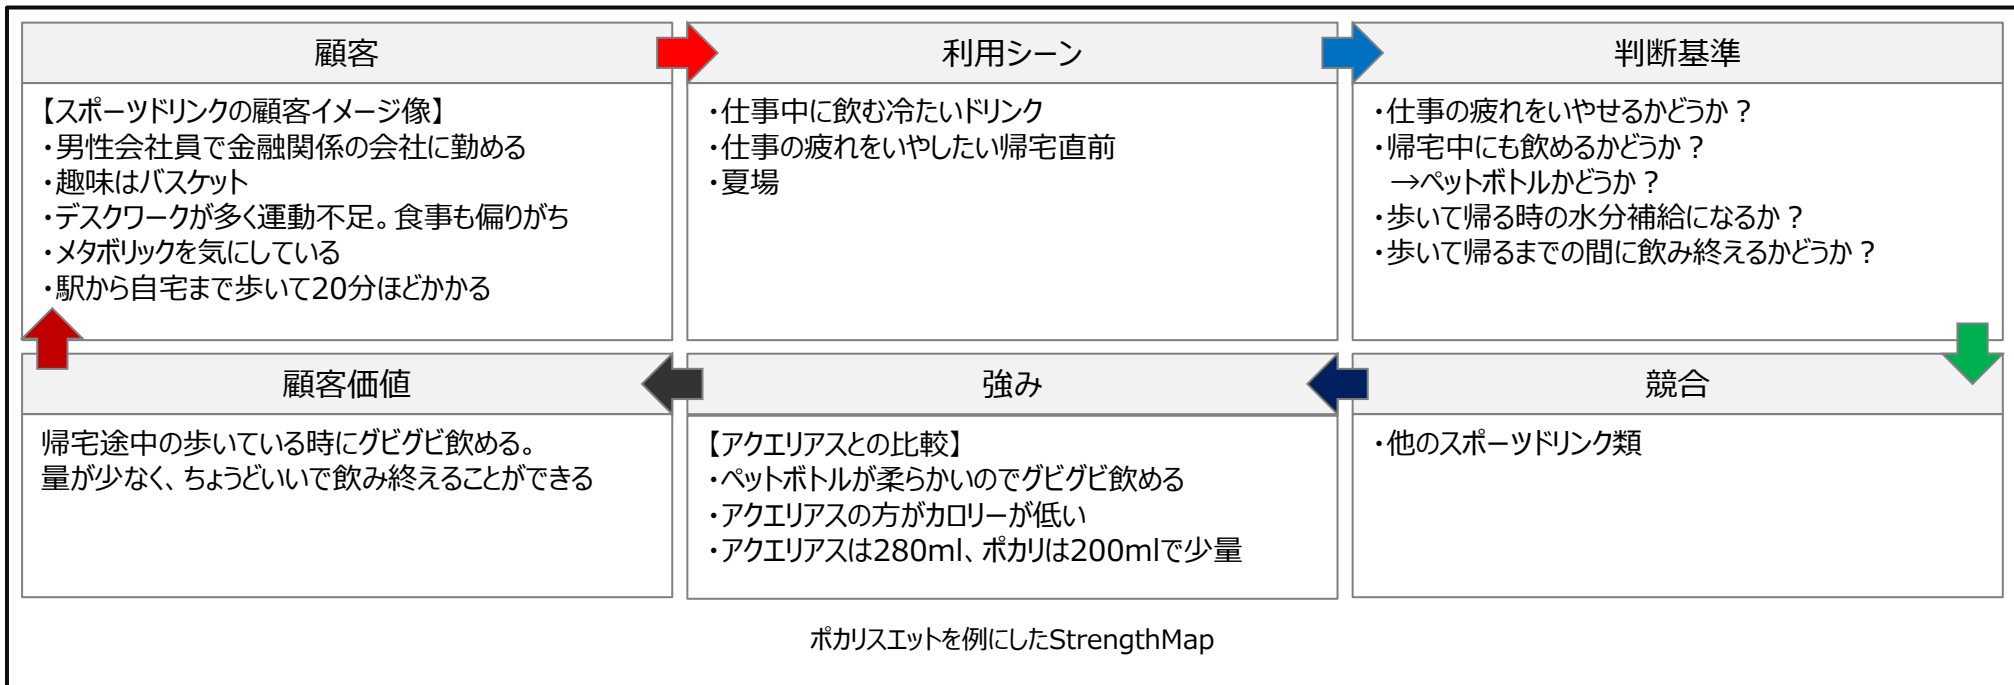 顧客
利用シーン
判断基準
【スポーツドリンクの顧客イメージ像】
・男性会社員で金融関係の会社に勤める
・趣味はバスケット
・デスクワークが多く運動不足。食事も偏りがち
・メタボリックを気にしている
・駅から自宅まで歩いて20分ほどかかる
・仕事中に飲む冷たいドリンク
・仕事の疲れをいやしたい帰宅直前
・夏場
・仕事の疲れをいやせるかどうか？
・帰宅中にも飲めるかどうか？
→ペットボトルかどうか？
・歩いて帰る時の水分補給になるか？
・歩いて帰るまでの間に飲み終えるかどうか？
顧客価値
強み
競合
帰宅途中の歩いている時にグビグビ飲める。
量が少なく、ちょうどいいで飲み終えることができる
【アクエリアスとの比較】
・ペットボトルが柔らかいのでグビグビ飲める
・アクエリアスの方がカロリーが低い
・アクエリアスは280ml、ポカリは200mlで少量
・他のスポーツドリンク類
ポカリスエットを例にしたStrengthMap